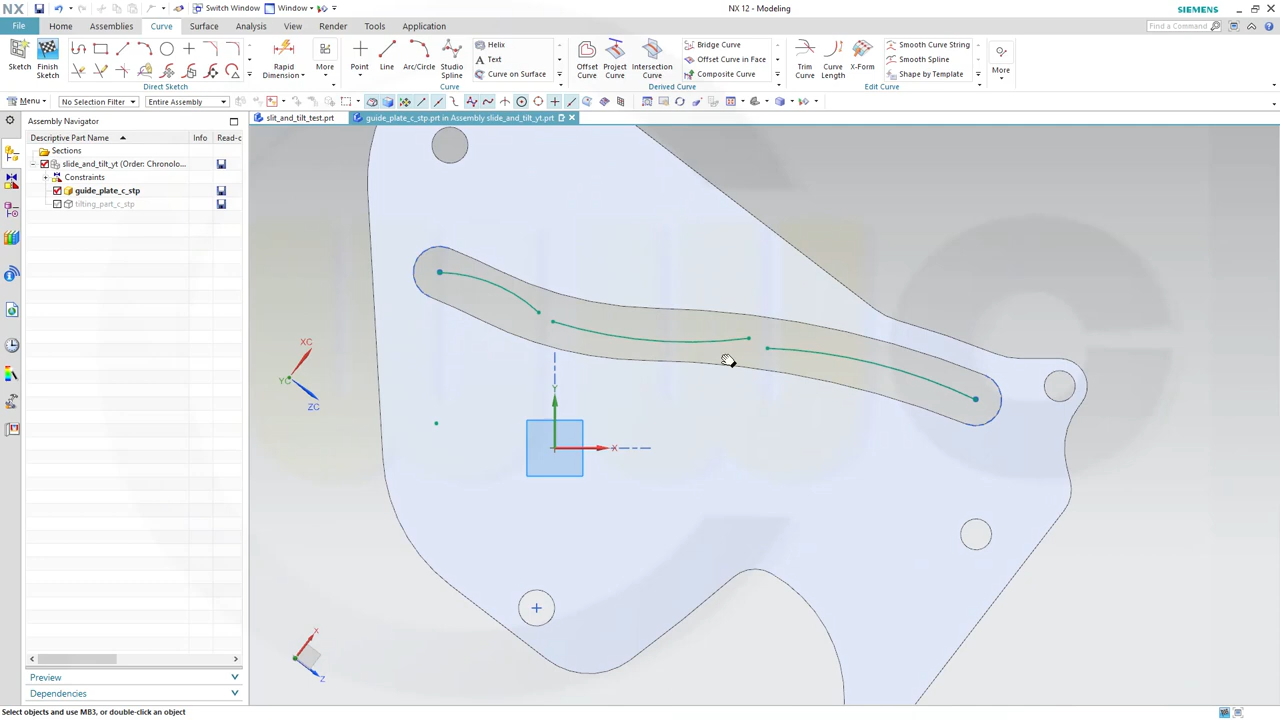 NX
Switch Window
Window
NX 12 - Modeling
SIEMENS
File
Home
Assemblies
Curve
Surface
Analysis
View
Render
Tools
Application
Find a Command
Sketch
Finish Sketch
Rapid Dimension
More
Point
Line
Arc/Circle
Studio Spline
Helix
Text
Curve on Surface
Offset Curve
Project Curve
Intersection Curve
Bridge Curve
Offset Curve in Face
Composite Curve
Trim Curve
Curve Length
X-Form
Smooth Curve String
Smooth Spline
Shape by Template
More
Direct Sketch
Curve
Derived Curve
Edit Curve
Menu
No Selection Filter
Entire Assembly
Assembly Navigator
slit_and_tilt_test.prt
guide_plate_c_stp.prt in Assembly slide_and_tilt_yt.prt
Descriptive Part Name
Info
Read-c
Sections
slide_and_tilt_yt (Order: Chronolo...
Constraints
guide_plate_c_stp
tilting_part_c_stp
XC
YC
ZC
Y
X
X
Z
Preview
Dependencies
Select objects and use MB3, or double-click an object